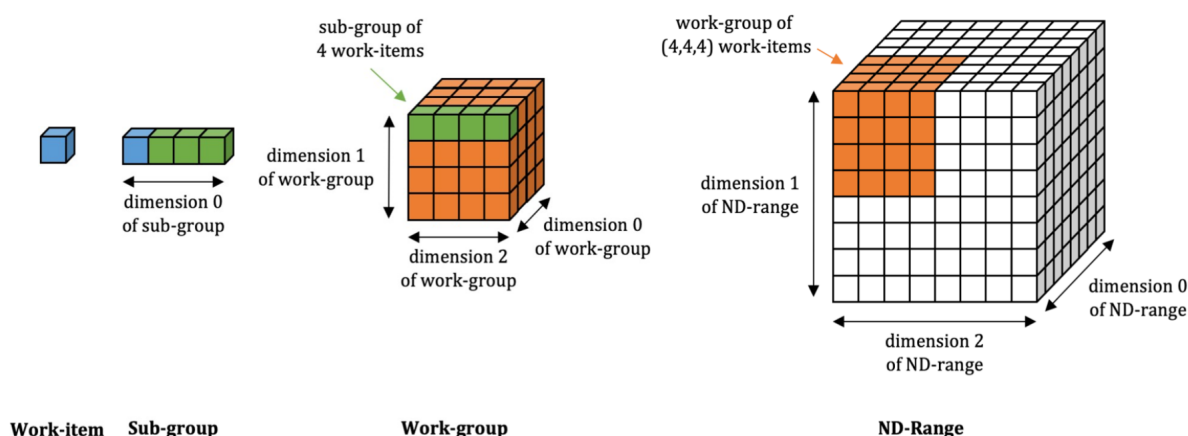 sub-group of
4 work-items
work-group of
(4,4,4) work-items
dimension 0
of sub-group
dimension 1
of work-group
dimension 2
of work-group
dimension 0
of work-group
dimension 1
of ND-range
dimension 2
of ND-range
dimension 0
of ND-range
Work-item
Sub-group
Work-group
ND-Range